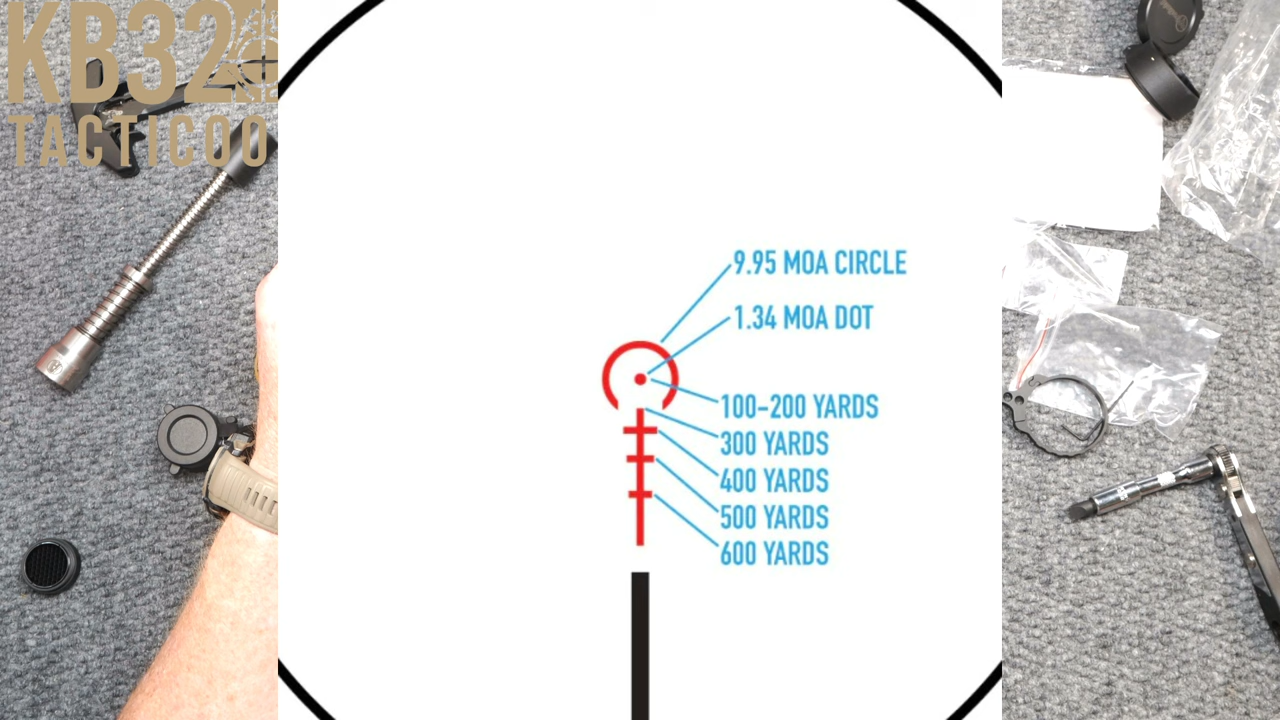 KB32
TACTICOO
9.95 MOA CIRCLE
1.34 MOA DOT
100-200 YARDS
300 YARDS
400 YARDS
500 YARDS
600 YARDS